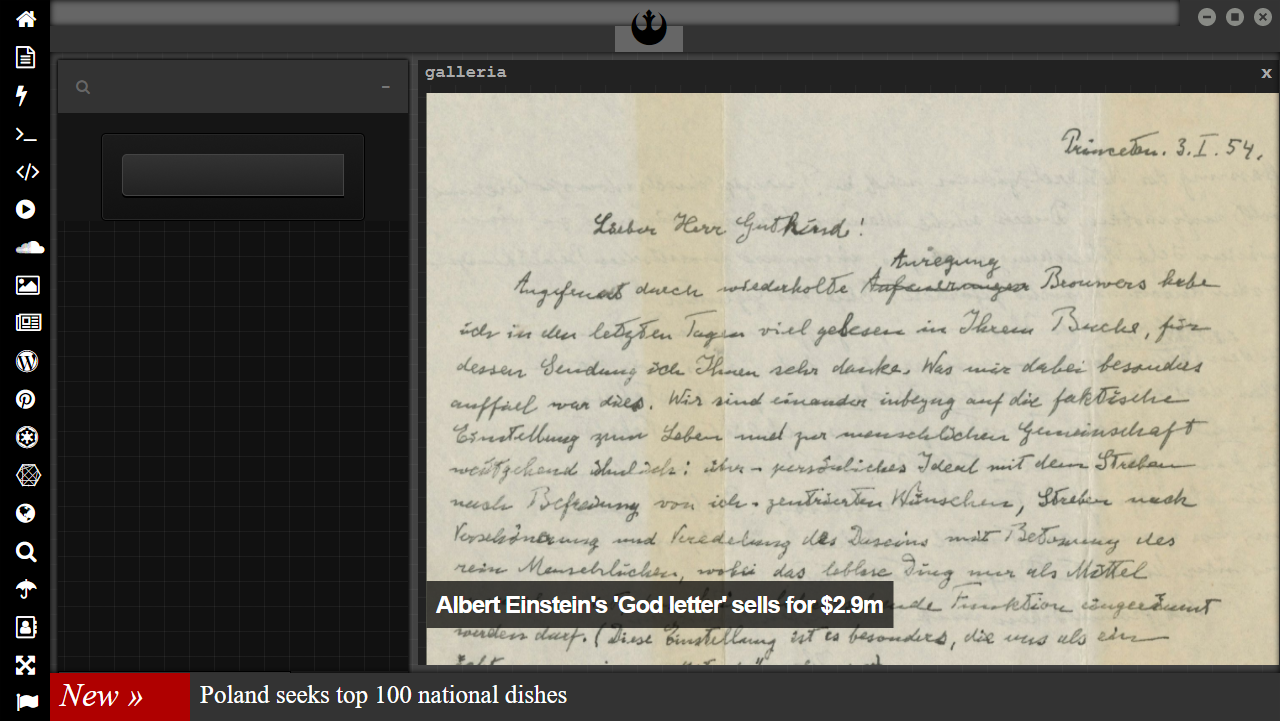 galleria
x
Princeton. 3. I. 54.
Lieber Herr Gutkind!
Anregung
Angefeuert durch wiederholte Brouwers habe
ich in den letzten Tagen viel gelesen in Ihrem Buche, für
dessen Sendung ich Ihnen sehr danke. Was mir dabei besonders
auffiel war dies. Wir sind einander inbezug auf die faktische
Einstellung zum Leben und zur menschlichen Gemeinschaft
weitgehend ähnlich: über-persönliches Ideal mit dem Streben
nach Befreiung von ich-zentrierten Wünschen, Streben nach
Verschönerung und Veredelung des Daseins mit Betonung des
rein Menschlichen, wobei das leblose Ding nur als Mittel
Funktion eingeräumt
Albert Einstein's 'God letter' sells for $2.9m
werden darf. (Diese Einstellung ist es besonders, die uns als ein
New »
Poland seeks top 100 national dishes